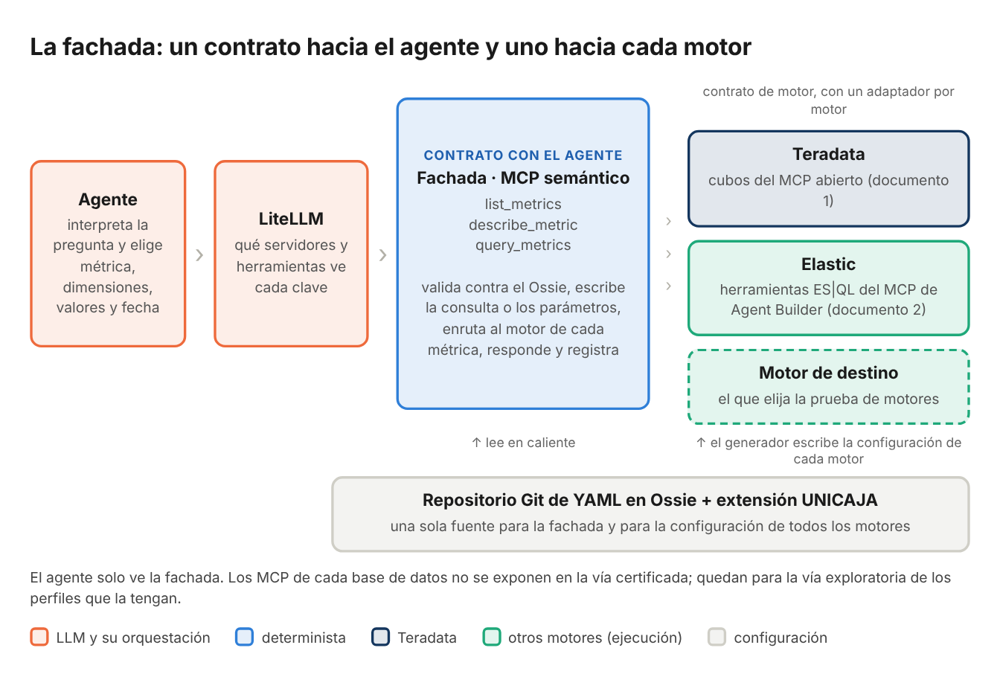 La fachada: un contrato hacia el agente y uno hacia cada motor
contrato de motor, con un adaptador por
motor
Agente
interpreta la
pregunta y elige
métrica,
dimensiones,
valores y fecha
›
LiteLLM
qué servidores y
herramientas ve
cada clave
›
CONTRATO CON EL AGENTE
Fachada · MCP semántico
list_metrics
describe_metric
query_metrics
valida contra el Ossie, escribe
la consulta o los parámetros,
enruta al motor de cada
métrica, responde y registra
›
›
›
Teradata
cubos del MCP abierto (documento
1)
Elastic
herramientas ES|QL del MCP de
Agent Builder (documento 2)
Motor de destino
el que elija la prueba de motores
↑ lee en caliente
↑ el generador escribe la configuración de
cada motor
Repositorio Git de YAML en Ossie + extensión UNICAJA
una sola fuente para la fachada y para la configuración de todos los motores
El agente solo ve la fachada. Los MCP de cada base de datos no se exponen en la vía certificada; quedan para la vía exploratoria de los
perfiles que la tengan.
LLM y su orquestación
determinista
Teradata
otros motores (ejecución)
configuración